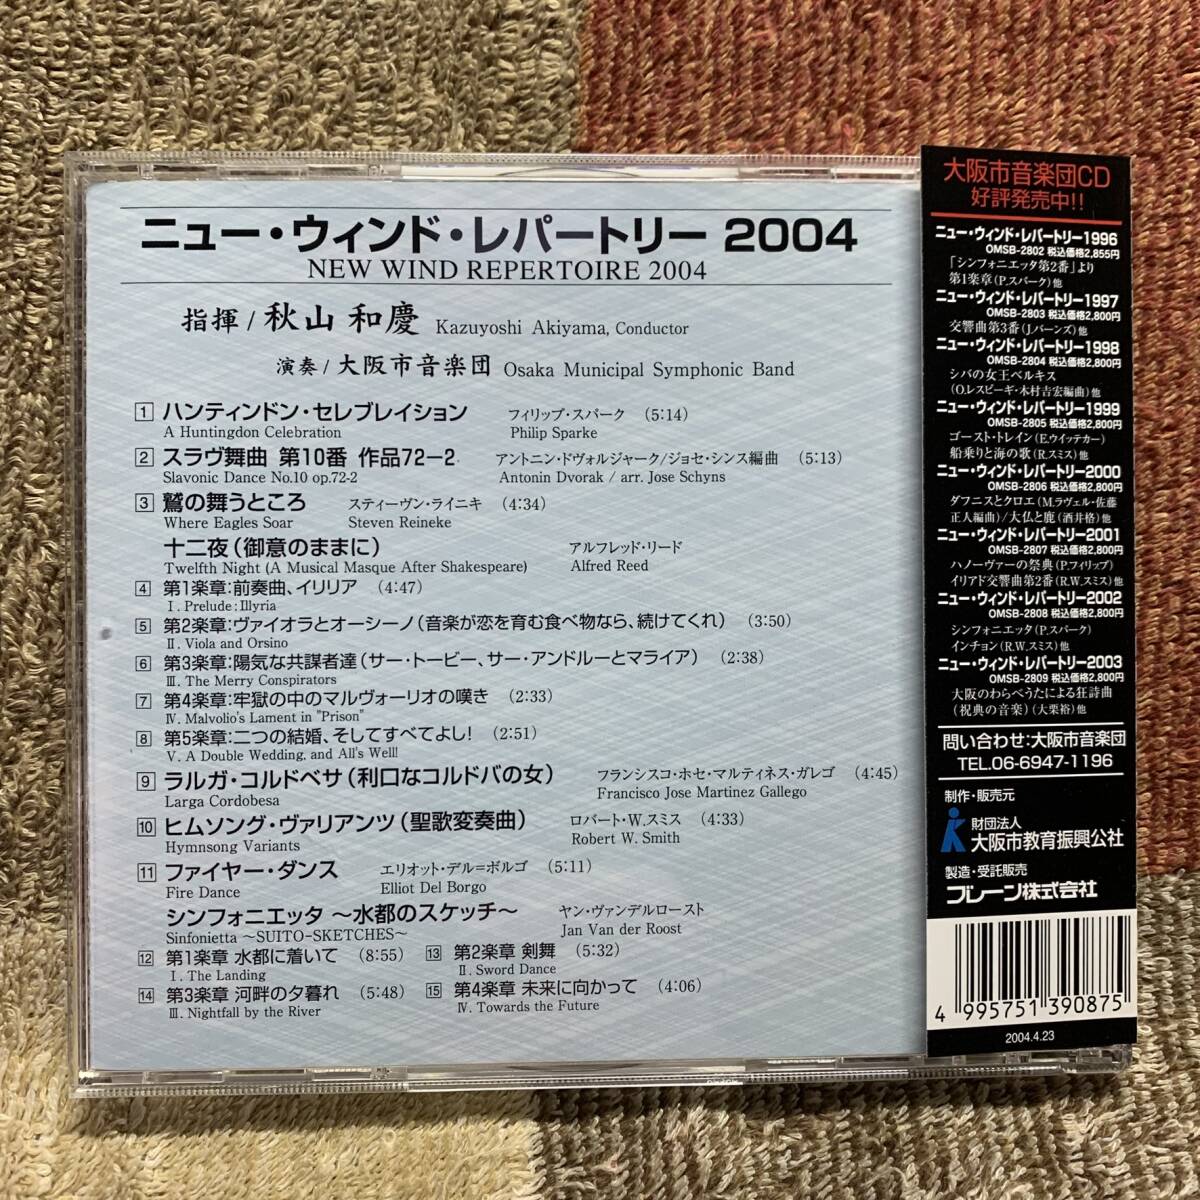 ニュー・ウィンド・レパートリー 2004
NEW WIND REPERTOIRE 2004
指揮/秋山 和慶 Kazuyoshi Akiyama, Conductor
演奏/大阪市音楽団 Osaka Municipal Symphonic Band
1 ハンティンドン・セレブレイション フィリップ・スパーク (5:14)
A Huntingdon Celebration Philip Sparke
2 スラヴ舞曲 第10番 作品72−2 アントニン・ドヴォルジャーク/ジョセ・シンス編曲 (5:13)
Slavonic Dance No.10 op.72-2 Antonin Dvorak / arr. Jose Schyns
3 鷲の舞うところ スティーヴン・ライニキ (4:34)
Where Eagles Soar Steven Reineke
十二夜(御意のままに) アルフレッド・リード
Twelfth Night (A Musical Masque After Shakespeare) Alfred Reed
4 第1楽章:前奏曲、イリリア (4:47)
I. Prelude:Illyria
5 第2楽章:ヴァイオラとオーシーノ(音楽が恋を育む食べ物なら、続けてくれ) (3:50)
II. Viola and Orsino
6 第3楽章:陽気な共謀者達(サー・トービー、サー・アンドルーとマライア) (2:38)
III. The Merry Conspirators
7 第4楽章:牢獄の中のマルヴォーリオの嘆き (2:33)
IV. Malvolio's Lament in "Prison"
8 第5楽章:二つの結婚、そしてすべてよし! (2:51)
V. A Double Wedding, and All's Well!
9 ラルガ・コルドベサ(利口なコルドバの女) フランシスコ・ホセ・マルティネス・ガレゴ (4:45)
Larga Cordobesa Francisco Jose Martinez Gallego
10 ヒムソング・ヴァリアンツ(聖歌変奏曲) ロバート・W.スミス (4:33)
Hymnsong Variants Robert W. Smith
11 ファイヤー・ダンス エリオット・デル=ボルゴ (5:11)
Fire Dance Elliot Del Borgo
シンフォニエッタ 〜水都のスケッチ〜 ヤン・ヴァンデルロースト
Sinfonietta 〜SUITO-SKETCHES〜 Jan Van der Roost
12 第1楽章 水都に着いて (8:55) 13 第2楽章 剣舞 (5:32)
I. The Landing II. Sword Dance
14 第3楽章 河畔の夕暮れ (5:48) 15 第4楽章 未来に向かって (4:06)
III. Nightfall by the River IV. Towards the Future
大阪市音楽団CD
好評発売中!!
ニュー・ウィンド・レパートリー1996
OMSB-2802 税込価格2,855円
「シンフォニエッタ第2番」より
第1楽章(P.スパーク)他
ニュー・ウィンド・レパートリー1997
OMSB-2803 税込価格2,800円
交響曲第3番(J.バーンズ)他
ニュー・ウィンド・レパートリー1998
OMSB-2804 税込価格2,800円
シバの女王ベルキス
(O.レスピーギ・木村吉宏編曲)他
ニュー・ウィンド・レパートリー1999
OMSB-2805 税込価格2,800円
ゴースト・トレイン(E.ウイッテカー)
船乗りと海の歌(R.スミス)他
ニュー・ウィンド・レパートリー2000
OMSB-2806 税込価格2,800円
ダフニスとクロエ(M.ラヴェル・佐藤
正人編曲)/大仏と鹿(酒井格)他
ニュー・ウィンド・レパートリー2001
OMSB-2807 税込価格2,800円
ハノーヴァーの祭典(P.フィリップ)
イリアド交響曲第2番(R.W.スミス)他
ニュー・ウィンド・レパートリー2002
OMSB-2808 税込価格2,800円
シンフォニエッタ(P.スパーク)
インチョン(R.W.スミス)他
ニュー・ウィンド・レパートリー2003
OMSB-2809 税込価格2,800円
大阪のわらべうたによる狂詩曲
(祝典の音楽)(大栗裕)他
問い合わせ:大阪市音楽団
TEL.06-6947-1196
制作・販売元
財団法人
大阪市教育振興公社
製造・受託販売
ブレーン株式会社
4 995751 390875
2004.4.23